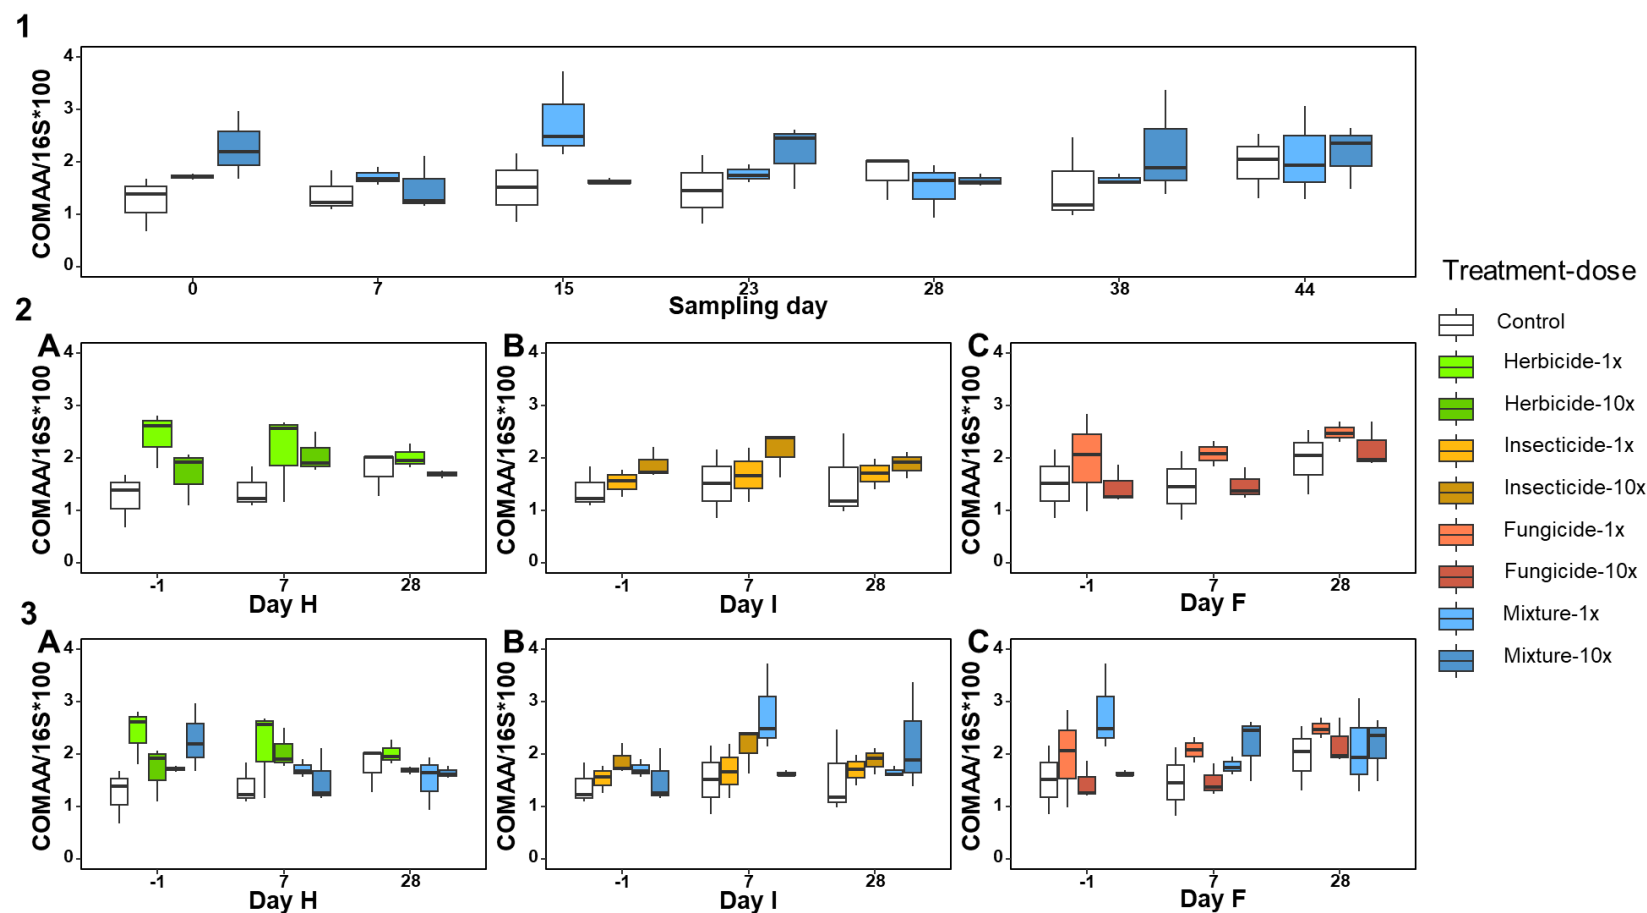 1
COMAA/16S*100
4
3
2
1
0
0 7 15 23 28 38 44
Sampling day
2
A
COMAA/16S*100
4
3
2
1
0
-1 7 28
Day H
B
COMAA/16S*100
4
3
2
1
0
-1 7 28
Day I
C
COMAA/16S*100
4
3
2
1
0
-1 7 28
Day F
3
A
COMAA/16S*100
4
3
2
1
0
-1 7 28
Day H
B
COMAA/16S*100
4
3
2
1
0
-1 7 28
Day I
C
COMAA/16S*100
4
3
2
1
0
-1 7 28
Day F
Treatment-dose
Control
Herbicide-1x
Herbicide-10x
Insecticide-1x
Insecticide-10x
Fungicide-1x
Fungicide-10x
Mixture-1x
Mixture-10x